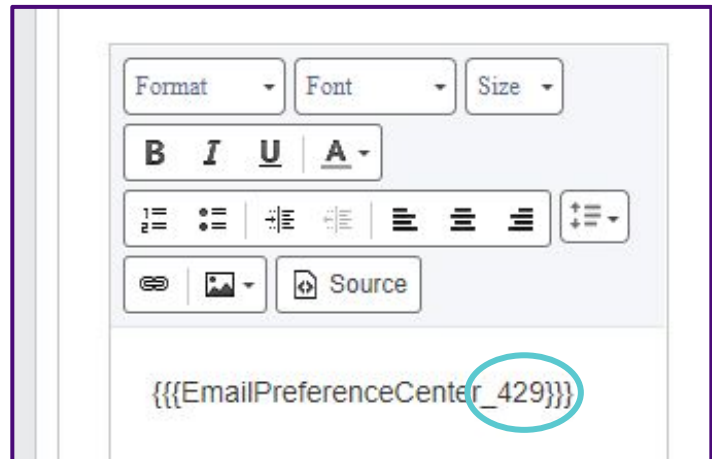 Format Font Size
B I U A
Source
{{{EmailPreferenceCenter_429}}}